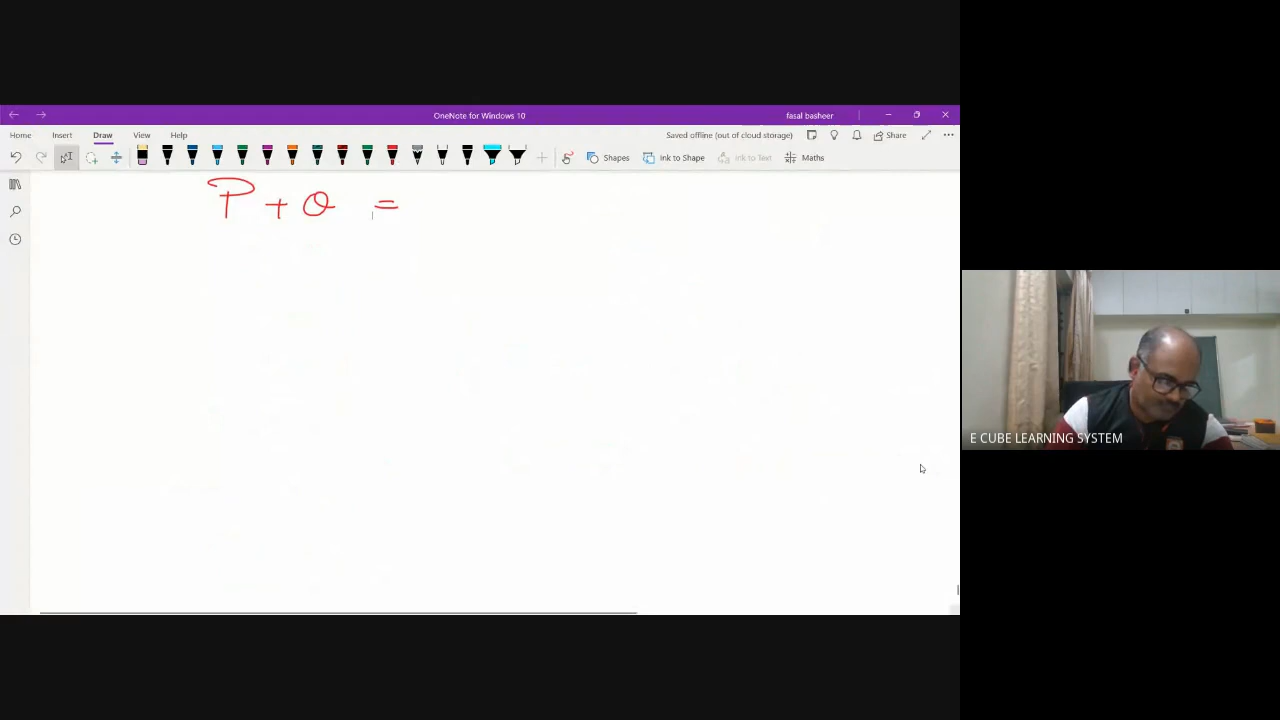 OneNote for Windows 10
fasal basheer
Home Insert Draw View Help
Saved offline (out of cloud storage)
Share
Shapes
Ink to Shape
Ink to Text
Maths
P + Q =
E CUBE LEARNING SYSTEM